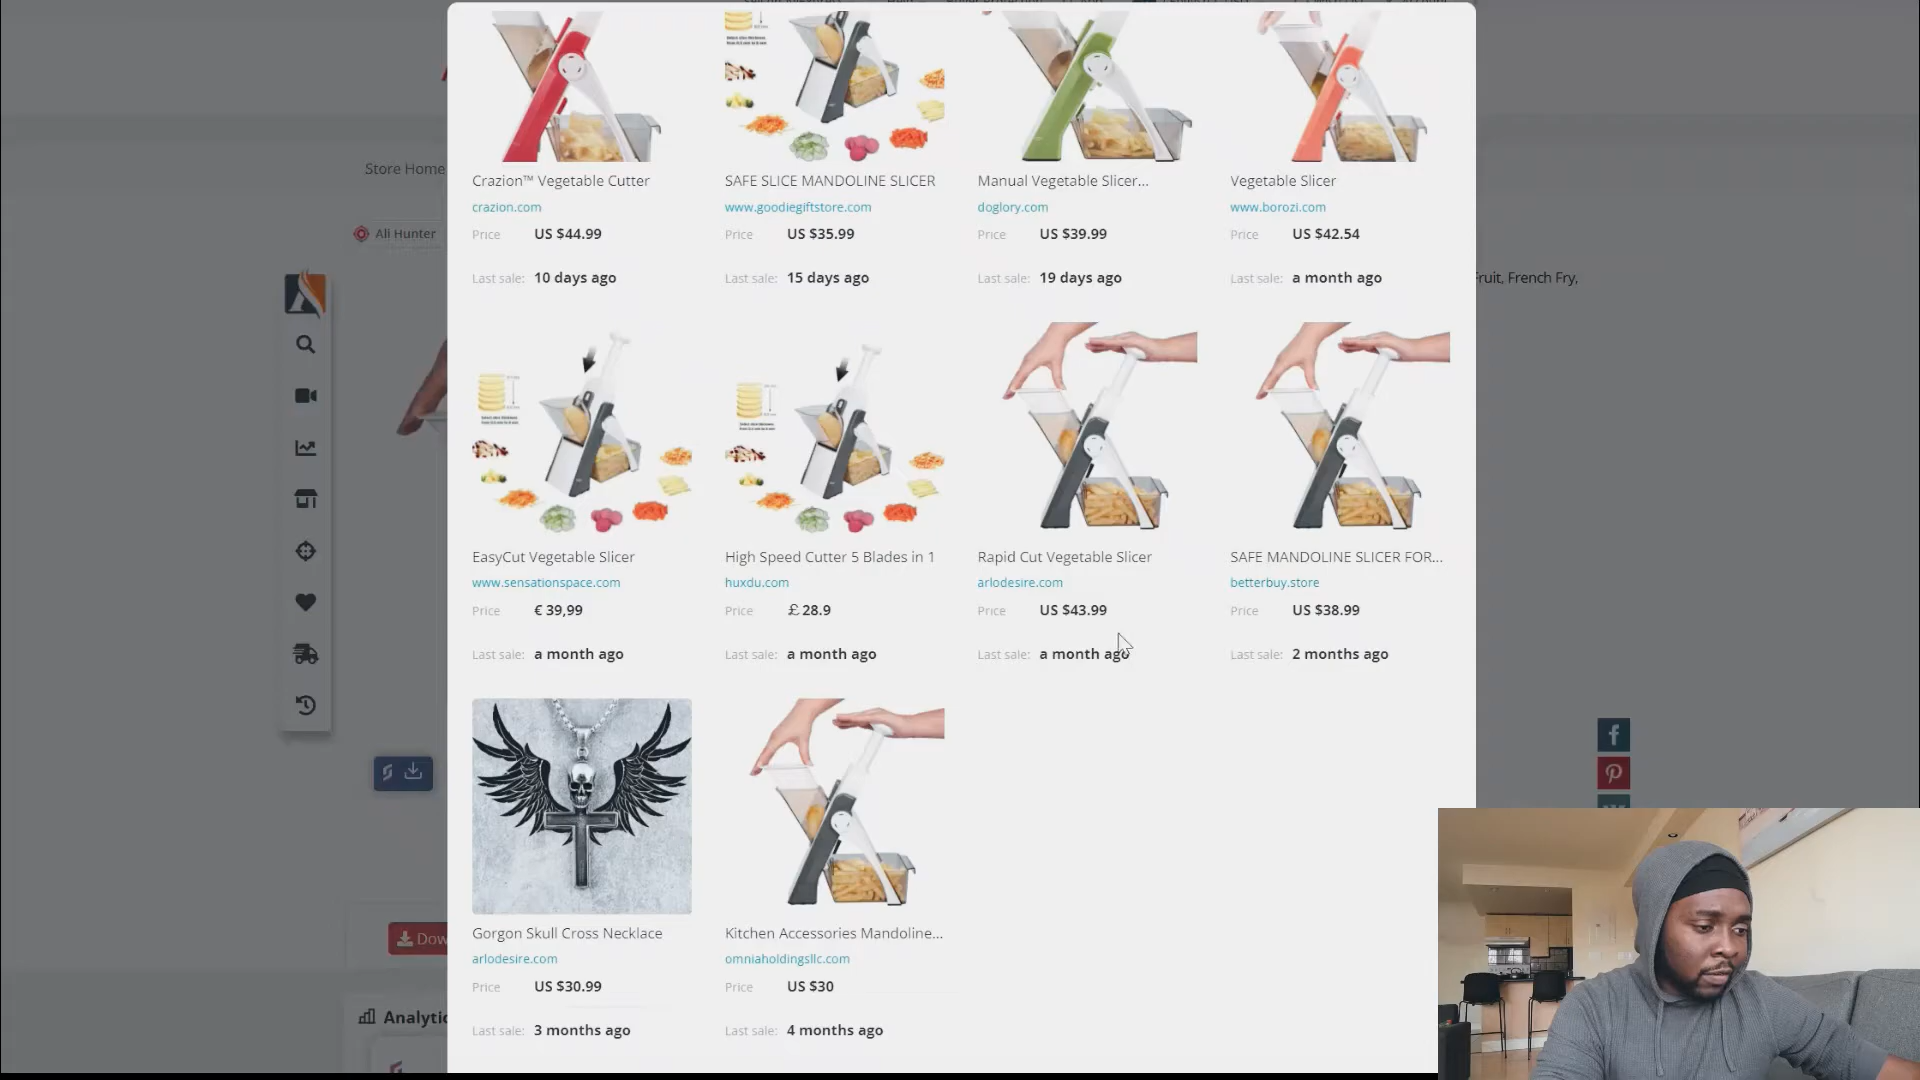 Store Home
Ali Hunter
Fruit, French Fry,
Crazion™ Vegetable Cutter
crazion.com
Price US $44.99
Last sale: 10 days ago
SAFE SLICE MANDOLINE SLICER
www.goodiegiftstore.com
Price US $35.99
Last sale: 15 days ago
Manual Vegetable Slicer...
doglory.com
Price US $39.99
Last sale: 19 days ago
Vegetable Slicer
www.borozi.com
Price US $42.54
Last sale: a month ago
EasyCut Vegetable Slicer
www.sensationspace.com
Price € 39,99
Last sale: a month ago
High Speed Cutter 5 Blades in 1
huxdu.com
Price £ 28.9
Last sale: a month ago
Rapid Cut Vegetable Slicer
arlodesire.com
Price US $43.99
Last sale: a month ago
SAFE MANDOLINE SLICER FOR...
betterbuy.store
Price US $38.99
Last sale: 2 months ago
Gorgon Skull Cross Necklace
arlodesire.com
Price US $30.99
Last sale: 3 months ago
Kitchen Accessories Mandoline...
omniaholdingsllc.com
Price US $30
Last sale: 4 months ago
Dow
Analytic